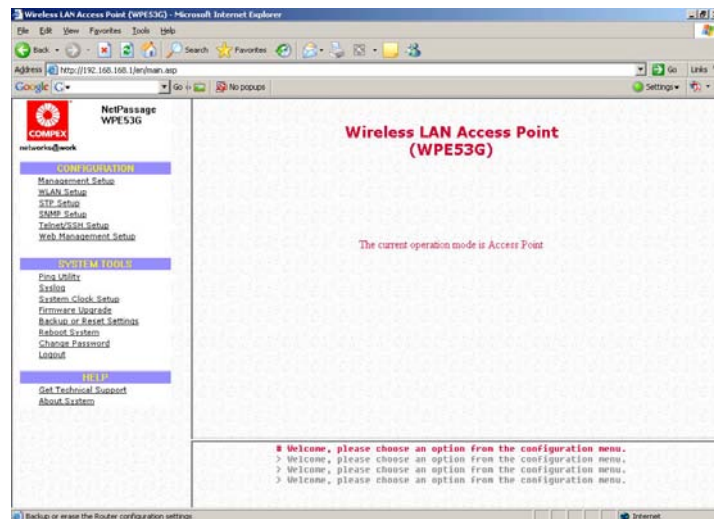 Wireless LAN Access Point (WPE53G) - Microsoft Internet Explorer
File Edit View Favorites Tools Help
Back Search Favorites
Address http://192.168.168.1/en/main.asp Go Links
Google Go No popups Settings
COMPEX
networks@work
NetPassage
WPE53G
CONFIGURATION
Management Setup
WLAN Setup
STP Setup
SNMP Setup
Telnet/SSH Setup
Web Management Setup
SYSTEM TOOLS
Ping Utility
Syslog
System Clock Setup
Firmware Upgrade
Backup or Reset Settings
Reboot System
Change Password
Logout
HELP
Get Technical Support
About System
Wireless LAN Access Point
(WPE53G)
The current operation mode is Access Point
# Welcome, please choose an option from the configuration menu.
> Welcome, please choose an option from the configuration menu.
> Welcome, please choose an option from the configuration menu.
> Welcome, please choose an option from the configuration menu.
Backup or erase the Router configuration settings Internet